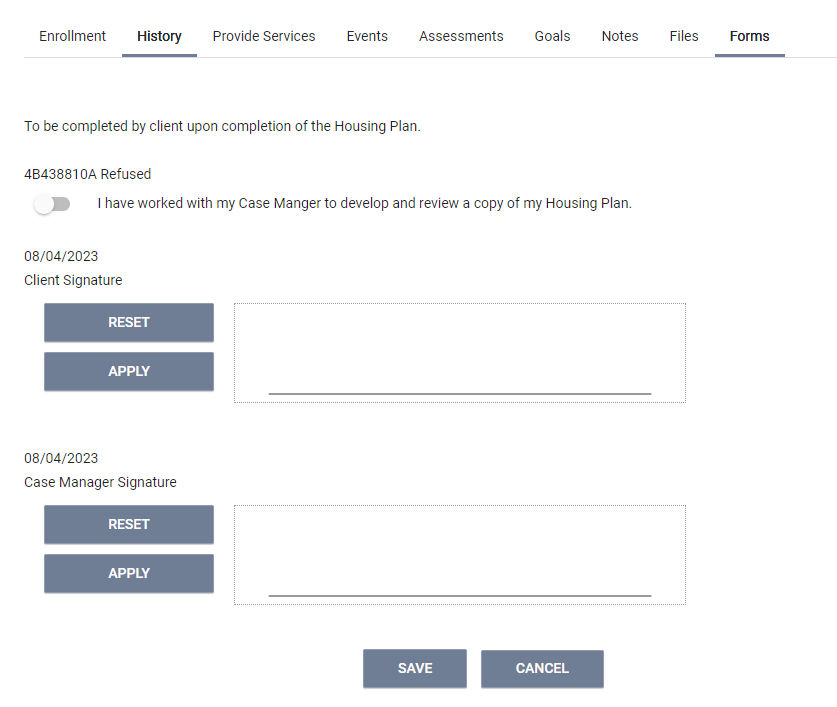 Enrollment History Provide Services Events Assessments Goals Notes Files Forms
To be completed by client upon completion of the Housing Plan.
4B438810A Refused
I have worked with my Case Manger to develop and review a copy of my Housing Plan.
08/04/2023
Client Signature
RESET
APPLY
08/04/2023
Case Manager Signature
RESET
APPLY
SAVE CANCEL